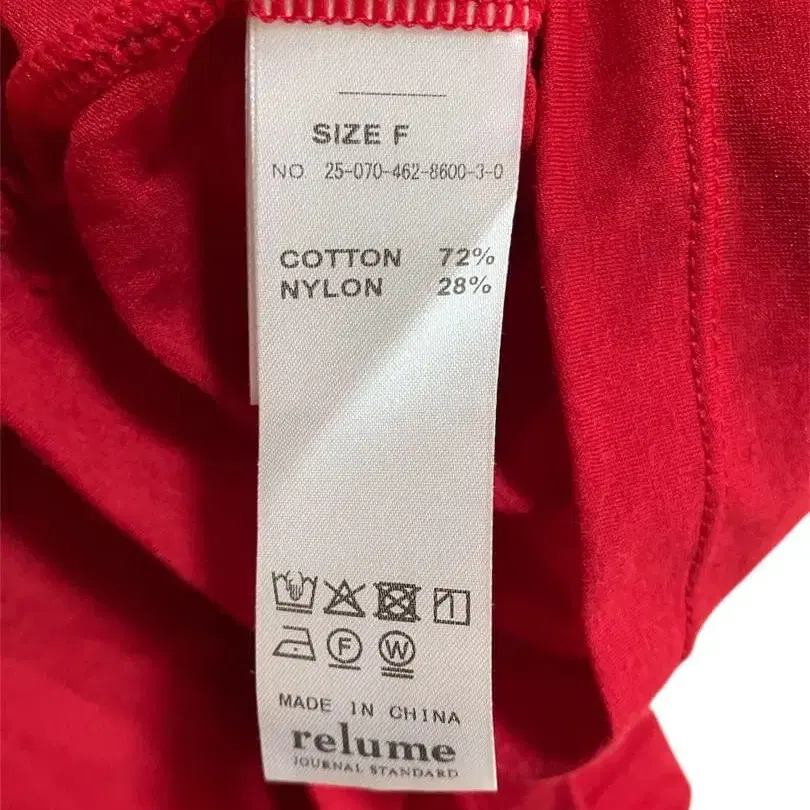 SIZE F
NO 25-070-462-8600-3-0
COTTON 72%
NYLON 28%
F W
MADE IN CHINA
relume
JOURNAL STANDARD